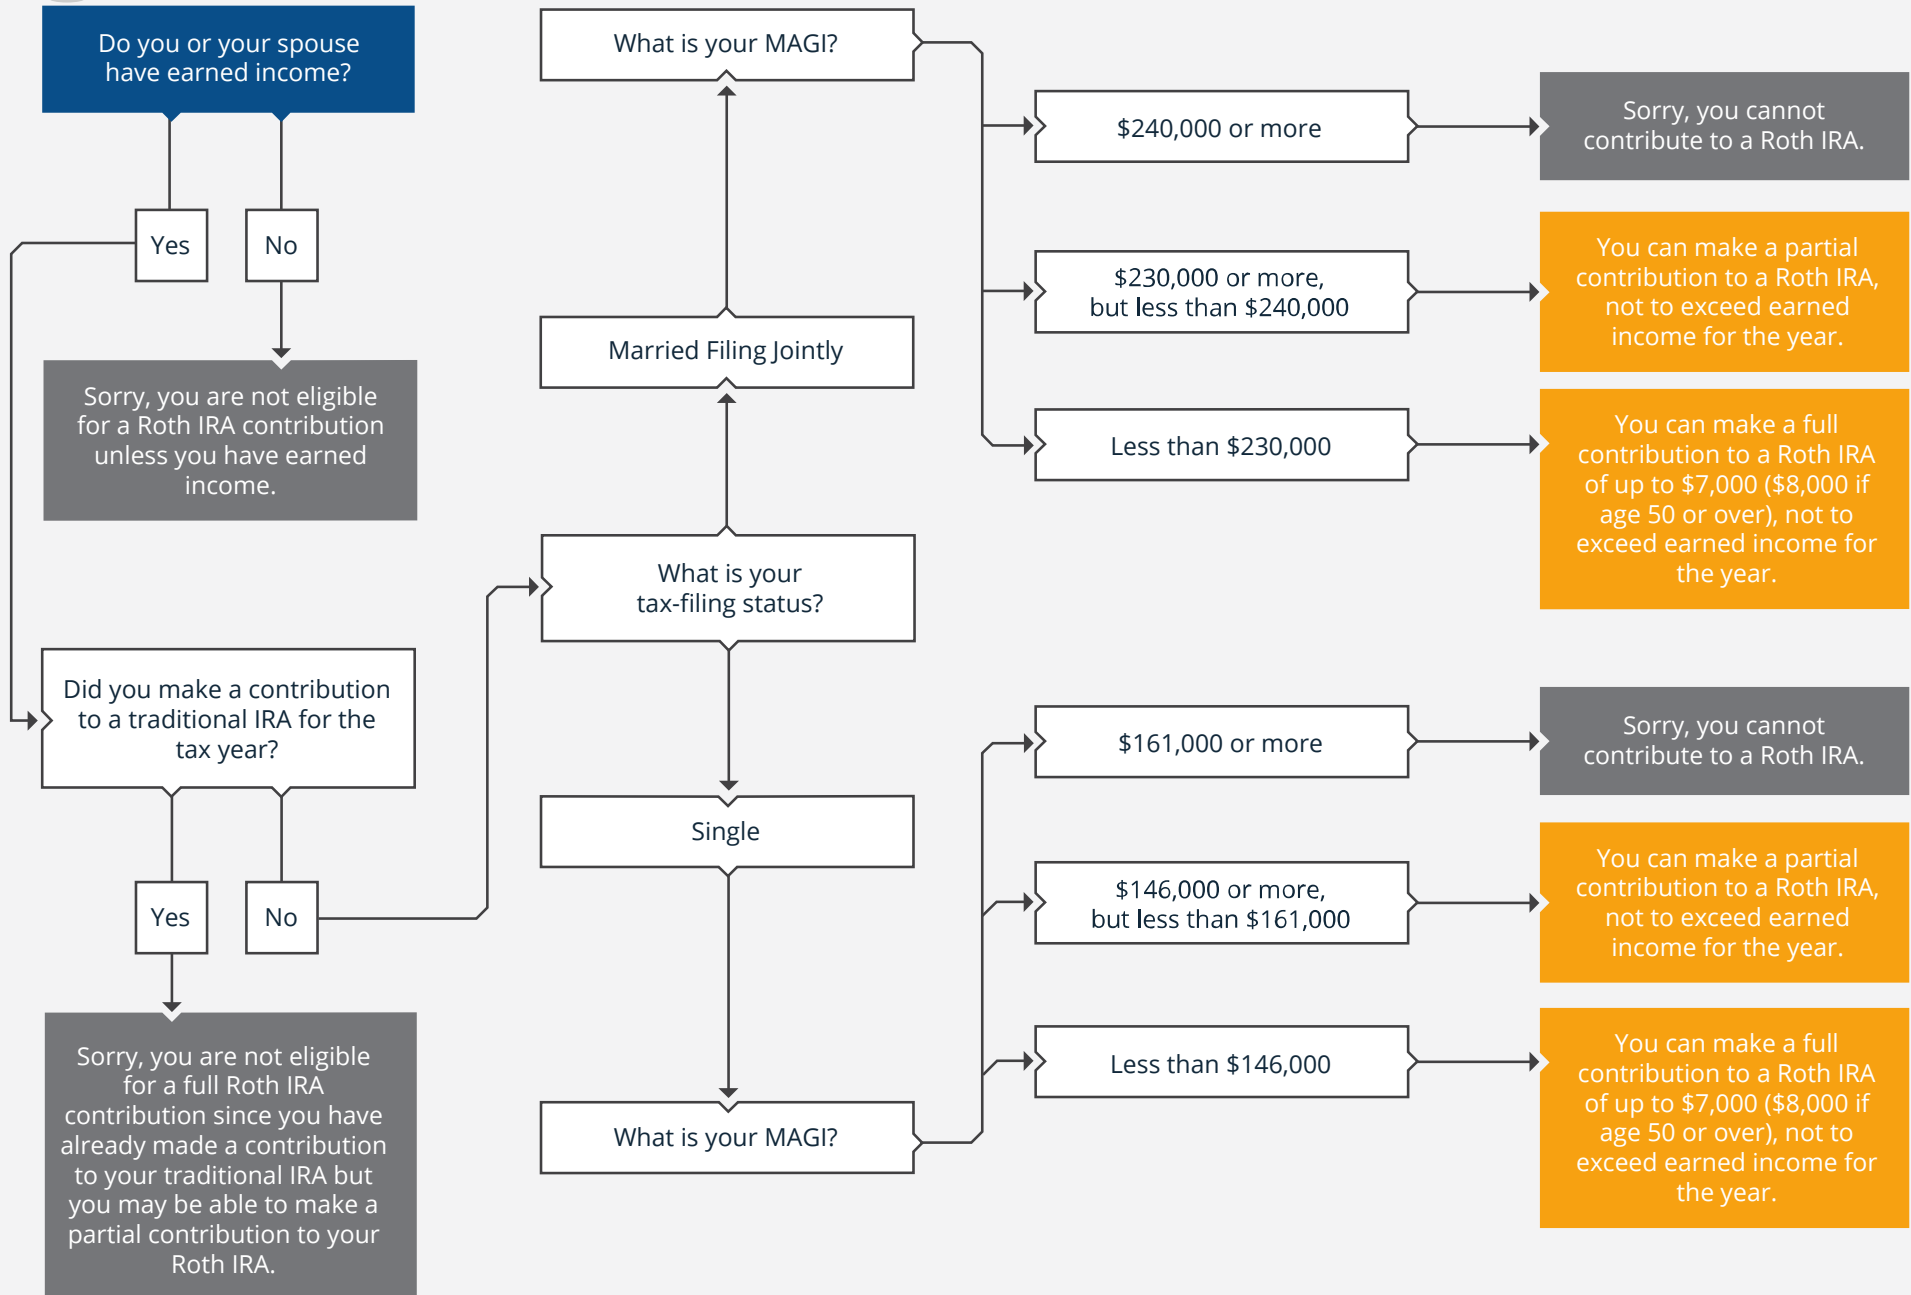 Do you or your spouse
have earned income?
Yes
No
Sorry, you are not eligible
for a Roth IRA contribution
unless you have earned
income.
Did you make a contribution
to a traditional IRA for the
tax year?
Yes
No
Sorry, you are not eligible
for a full Roth IRA
contribution since you have
already made a contribution
to your traditional IRA but
you may be able to make a
partial contribution to your
Roth IRA.
What is your
tax-filing status?
Married Filing Jointly
What is your MAGI?
$240,000 or more
Sorry, you cannot
contribute to a Roth IRA.
$230,000 or more,
but less than $240,000
You can make a partial
contribution to a Roth IRA,
not to exceed earned
income for the year.
Less than $230,000
You can make a full
contribution to a Roth IRA
of up to $7,000 ($8,000 if
age 50 or over), not to
exceed earned income for
the year.
Single
What is your MAGI?
$161,000 or more
Sorry, you cannot
contribute to a Roth IRA.
$146,000 or more,
but less than $161,000
You can make a partial
contribution to a Roth IRA,
not to exceed earned
income for the year.
Less than $146,000
You can make a full
contribution to a Roth IRA
of up to $7,000 ($8,000 if
age 50 or over), not to
exceed earned income for
the year.